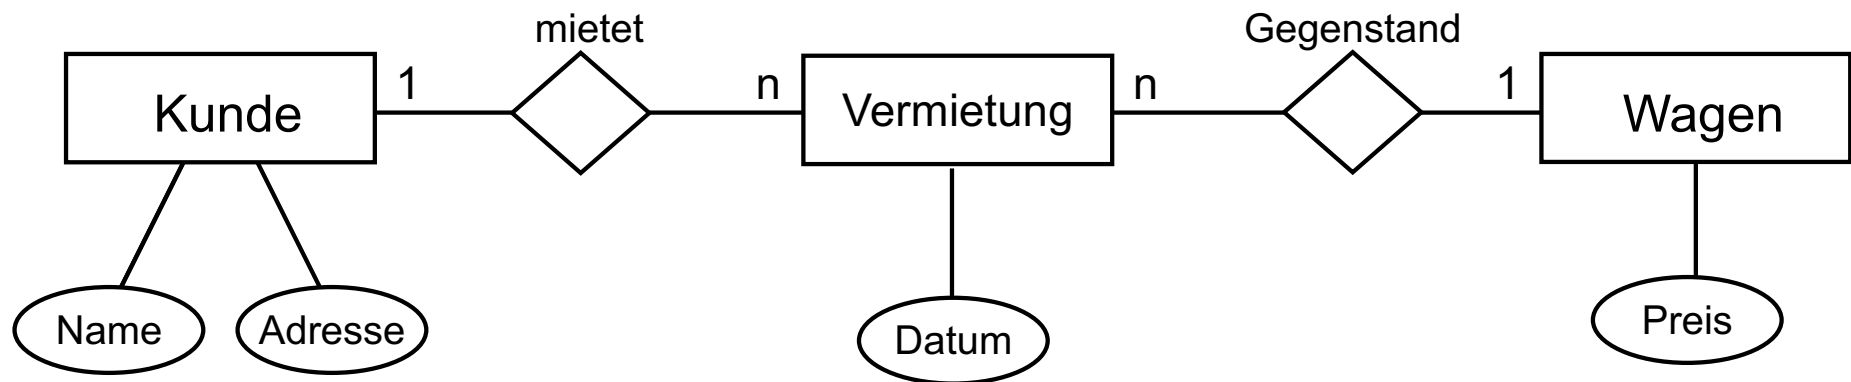 mietet
Gegenstand
Kunde
1
n
Vermietung
n
1
Wagen
Name
Adresse
Datum
Preis